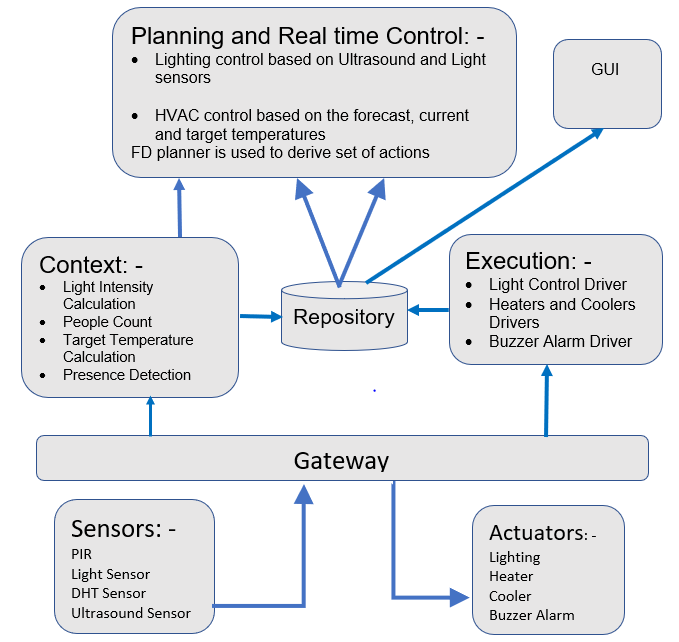 Planning and Real time Control: -
• Lighting control based on Ultrasound and Light
sensors
• HVAC control based on the forecast, current
and target temperatures
FD planner is used to derive set of actions
GUI
Context: -
• Light Intensity
Calculation
• People Count
• Target Temperature
Calculation
• Presence Detection
Repository
Execution: -
• Light Control Driver
• Heaters and Coolers
Drivers
• Buzzer Alarm Driver
Gateway
Sensors: -
PIR
Light Sensor
DHT Sensor
Ultrasound Sensor
Actuators: -
Lighting
Heater
Cooler
Buzzer Alarm